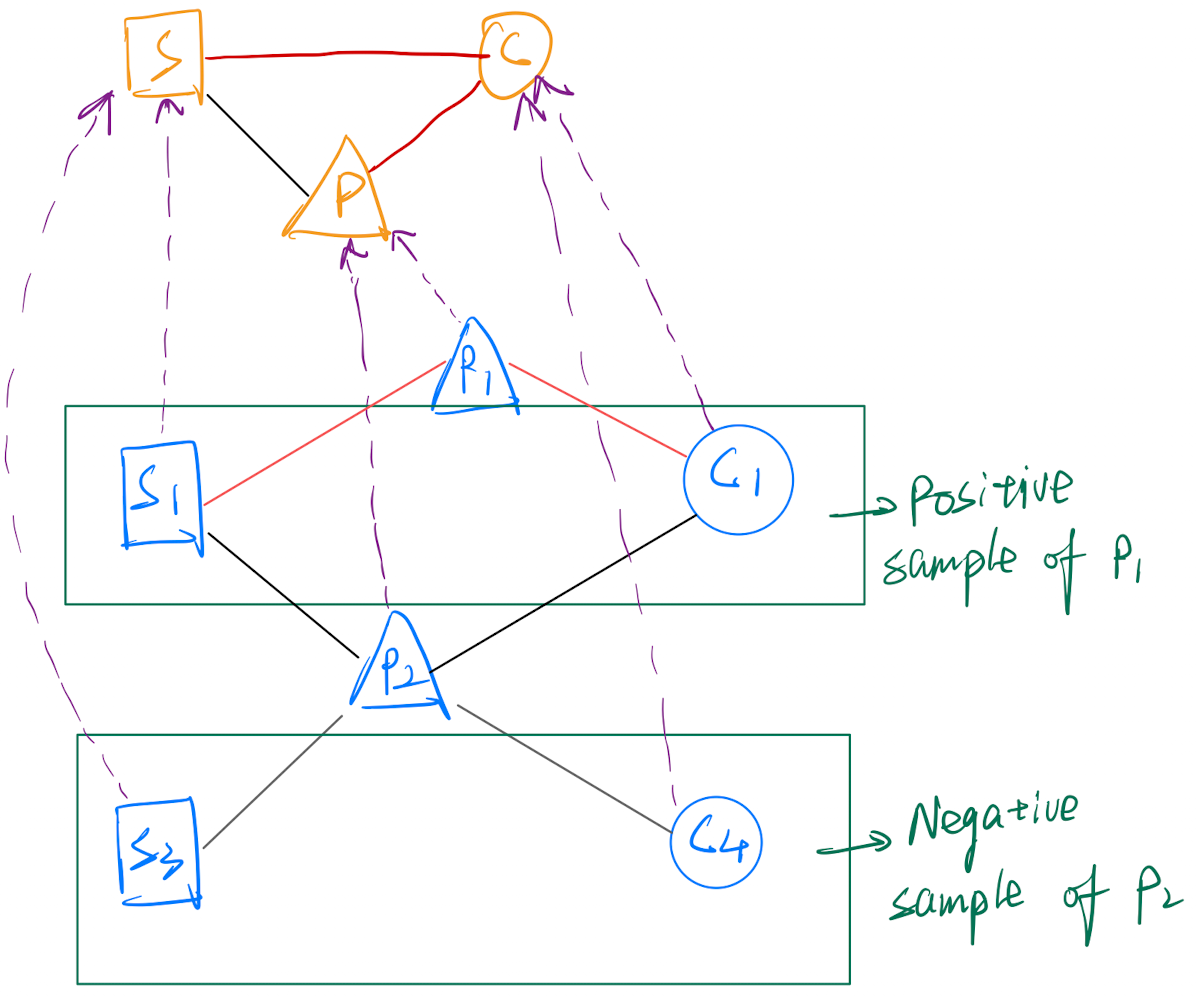 S
C
P
P1
S1
C1
Positive
sample of P1
P2
S3
C4
Negative
sample of P2